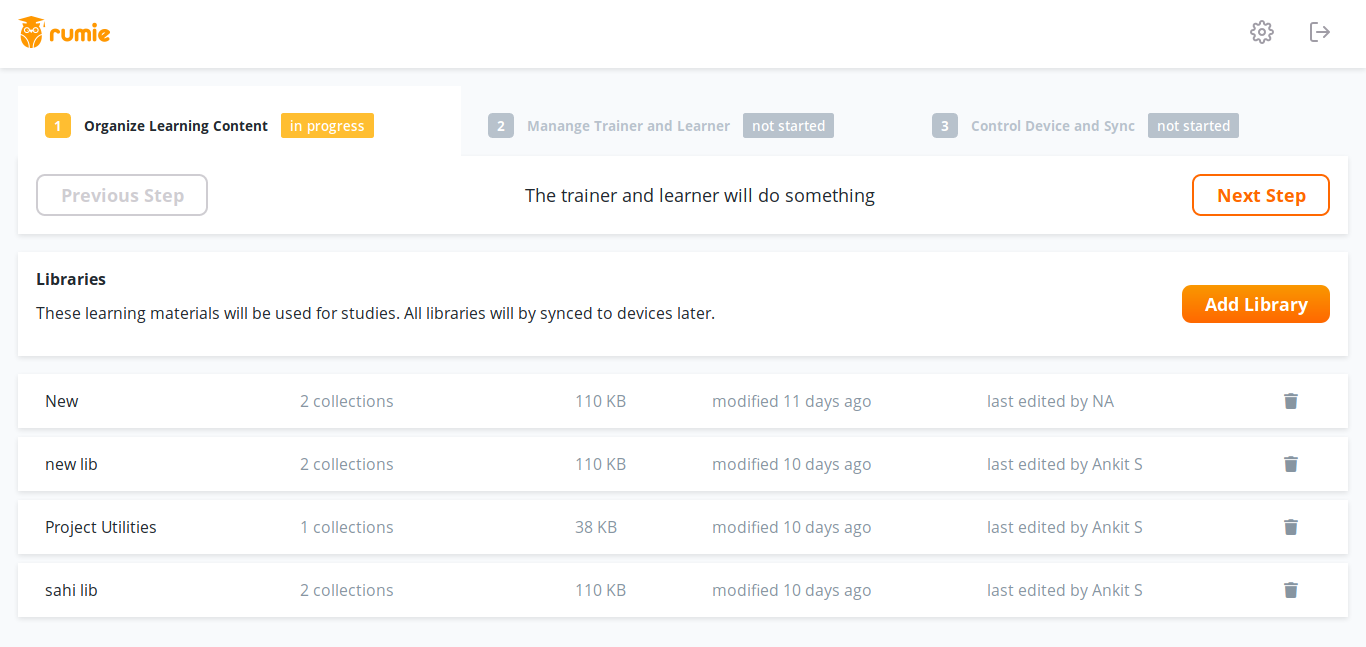 rumie
1 Organize Learning Content in progress 2 Manange Trainer and Learner not started 3 Control Device and Sync not started
Previous Step The trainer and learner will do something Next Step
Libraries
These learning materials will be used for studies. All libraries will by synced to devices later.
Add Library
New 2 collections 110 KB modified 11 days ago last edited by NA
new lib 2 collections 110 KB modified 10 days ago last edited by Ankit S
Project Utilities 1 collections 38 KB modified 10 days ago last edited by Ankit S
sahi lib 2 collections 110 KB modified 10 days ago last edited by Ankit S